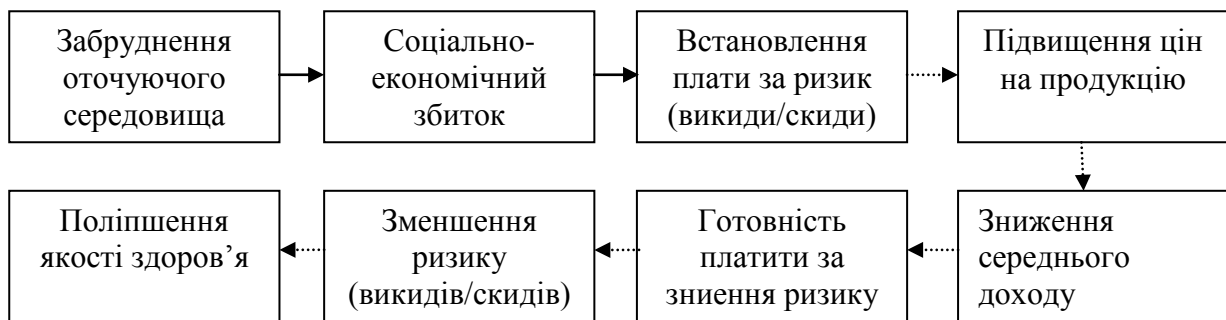 Забруднення
оточуючого
середовища
Соціально-
економічний
збиток
Встановлення
плати за ризик
(викиди/скиди)
Підвищення цін
на продукцію
Зниження
середнього
доходу
Готовність
платити за
зниення ризику
Зменшення
ризику
(викидів/скидів)
Поліпшення
якості здоров’я